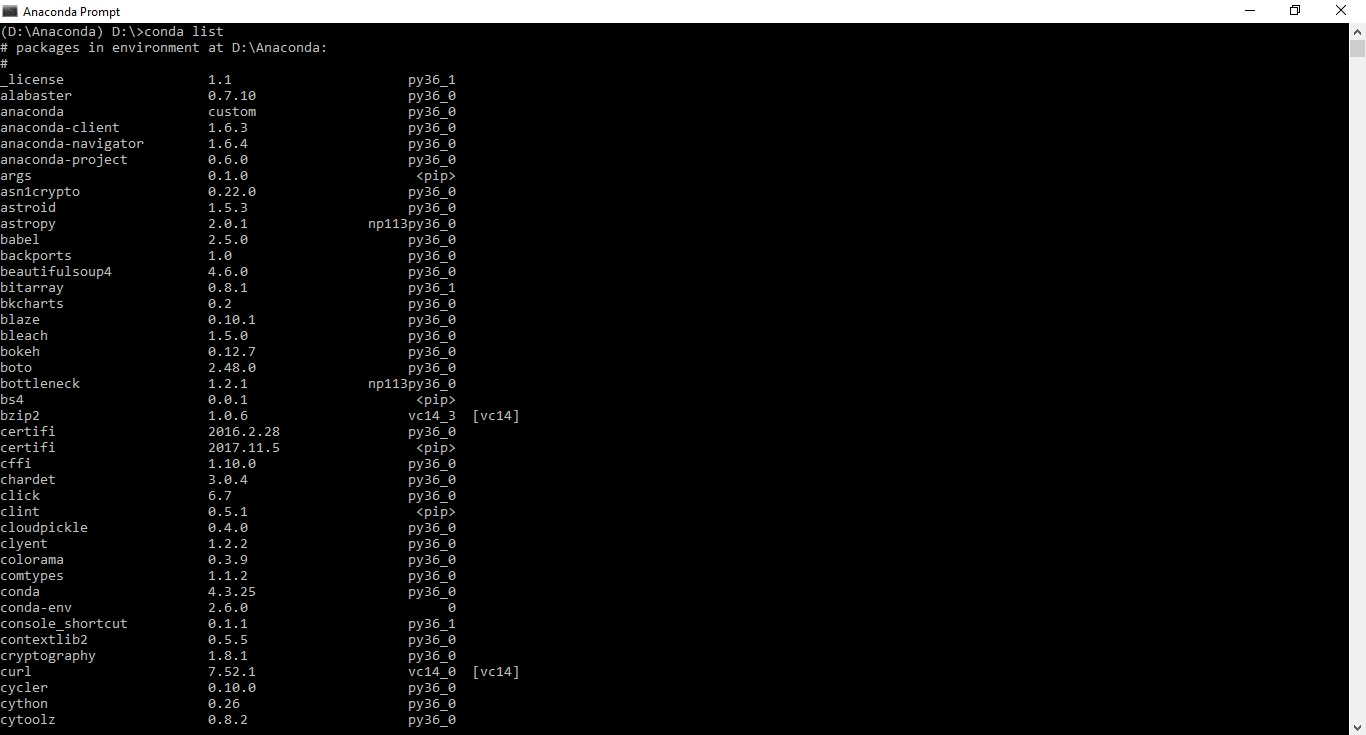 Anaconda Prompt
(D:\Anaconda) D:\>conda list
# packages in environment at D:\Anaconda:
#
_license 1.1 py36_1
alabaster 0.7.10 py36_0
anaconda custom py36_0
anaconda-client 1.6.3 py36_0
anaconda-navigator 1.6.4 py36_0
anaconda-project 0.6.0 py36_0
args 0.1.0 <pip>
asn1crypto 0.22.0 py36_0
astroid 1.5.3 py36_0
astropy 2.0.1 np113py36_0
babel 2.5.0 py36_0
backports 1.0 py36_0
beautifulsoup4 4.6.0 py36_0
bitarray 0.8.1 py36_1
bkcharts 0.2 py36_0
blaze 0.10.1 py36_0
bleach 1.5.0 py36_0
bokeh 0.12.7 py36_0
boto 2.48.0 py36_0
bottleneck 1.2.1 np113py36_0
bs4 0.0.1 <pip>
bzip2 1.0.6 vc14_3 [vc14]
certifi 2016.2.28 py36_0
certifi 2017.11.5 <pip>
cffi 1.10.0 py36_0
chardet 3.0.4 py36_0
click 6.7 py36_0
clint 0.5.1 <pip>
cloudpickle 0.4.0 py36_0
clyent 1.2.2 py36_0
colorama 0.3.9 py36_0
comtypes 1.1.2 py36_0
conda 4.3.25 py36_0
conda-env 2.6.0 0
console_shortcut 0.1.1 py36_1
contextlib2 0.5.5 py36_0
cryptography 1.8.1 py36_0
curl 7.52.1 vc14_0 [vc14]
cycler 0.10.0 py36_0
cython 0.26 py36_0
cytoolz 0.8.2 py36_0